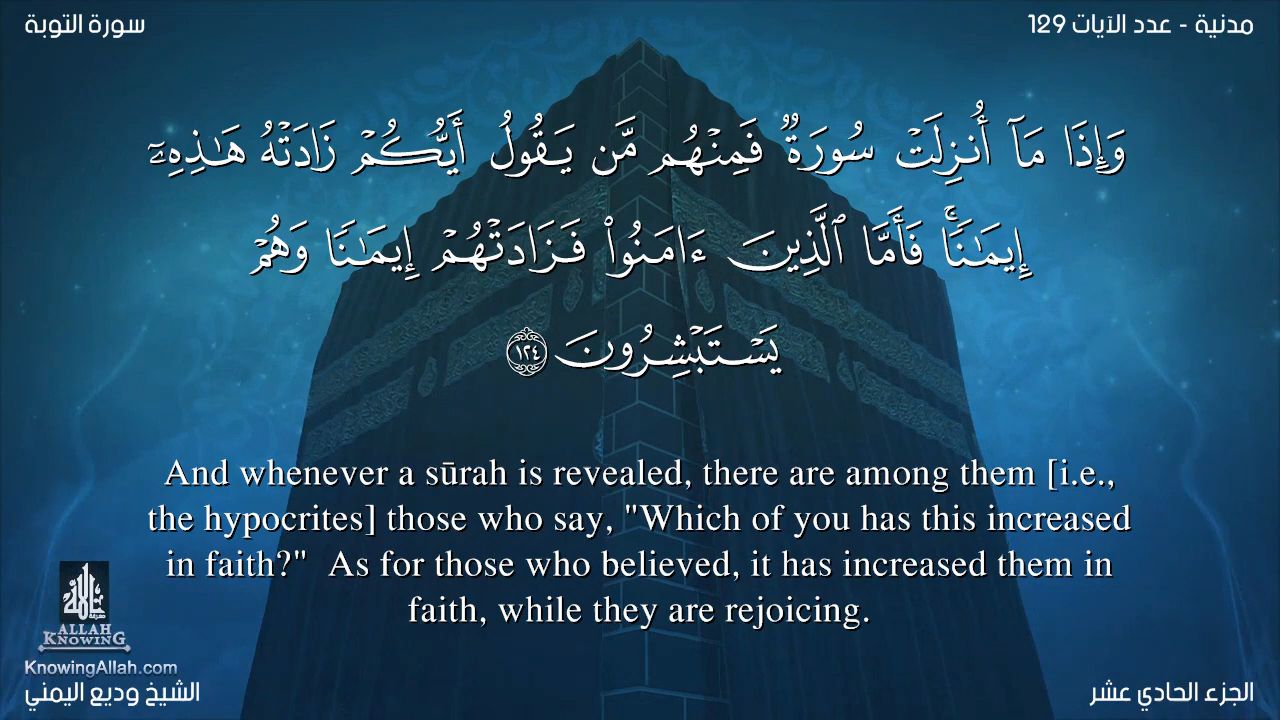 مدنية - عدد الآيات 129
سورة التوبة
وَإِذَا مَآ أُنزِلَتْ سُورَةٌ فَمِنْهُم مَّن يَقُولُ أَيُّكُمْ زَادَتْهُ هَـٰذِهِۦٓ
إِيمَـٰنًا ۚ فَأَمَّا ٱلَّذِينَ ءَامَنُوا۟ فَزَادَتْهُمْ إِيمَـٰنًا وَهُمْ
يَسْتَبْشِرُونَ ١٢٤
And whenever a sūrah is revealed, there are among them [i.e.,
the hypocrites] those who say, "Which of you has this increased
in faith?"  As for those who believed, it has increased them in
faith, while they are rejoicing.
ALLAH
KNOWING
KnowingAllah.com
الجزء الحادي عشر
الشيخ وديع اليمني